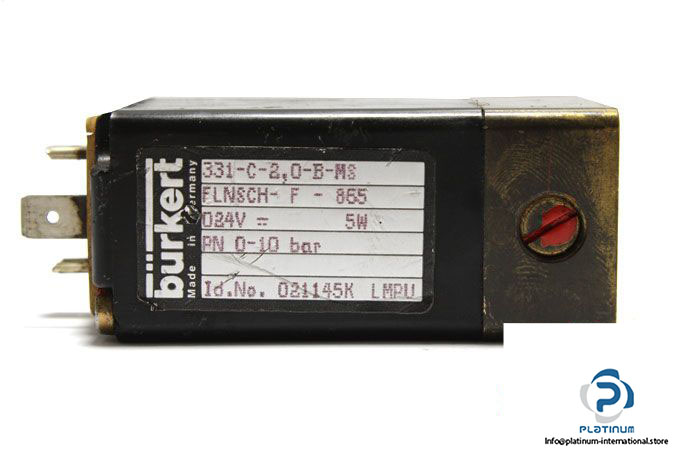 burkert
Made in Germany
331-C-2,0-B-MS
FLNSCH- F - 865
024V = 5W
PN 0-10 bar
Id.No. 021145K LMPU
PLATINUM
Info@platinum-international.store